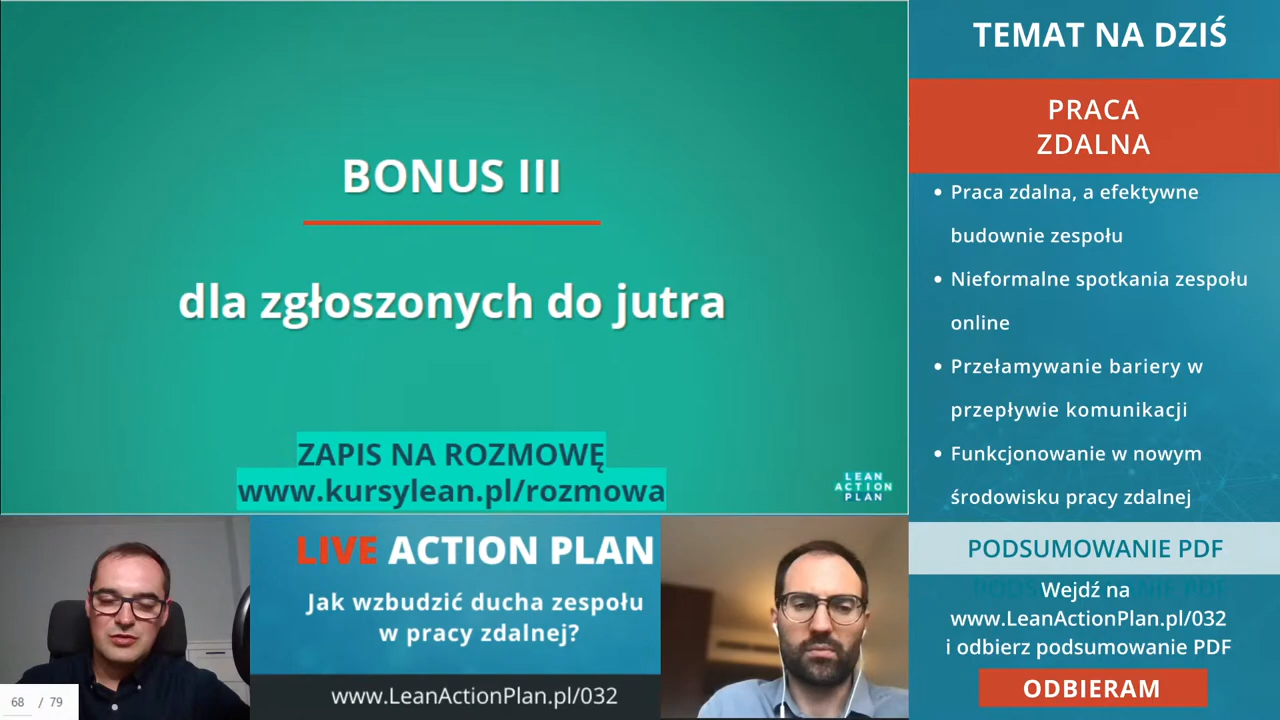 BONUS III
dla zgłoszonych do jutra
ZAPIS NA ROZMOWĘ
www.kursylean.pl/rozmowa
LEAN
ACTION
PLAN
LIVE ACTION PLAN
Jak wzbudzić ducha zespołu
w pracy zdalnej?
www.LeanActionPlan.pl/032
68 / 79
TEMAT NA DZIŚ
PRACA
ZDALNA
• Praca zdalna, a efektywne
budownie zespołu
• Nieformalne spotkania zespołu
online
• Przełamywanie bariery w
przepływie komunikacji
• Funkcjonowanie w nowym
środowisku pracy zdalnej
PODSUMOWANIE PDF
Wejdź na
www.LeanActionPlan.pl/032
i odbierz podsumowanie PDF
ODBIERAM